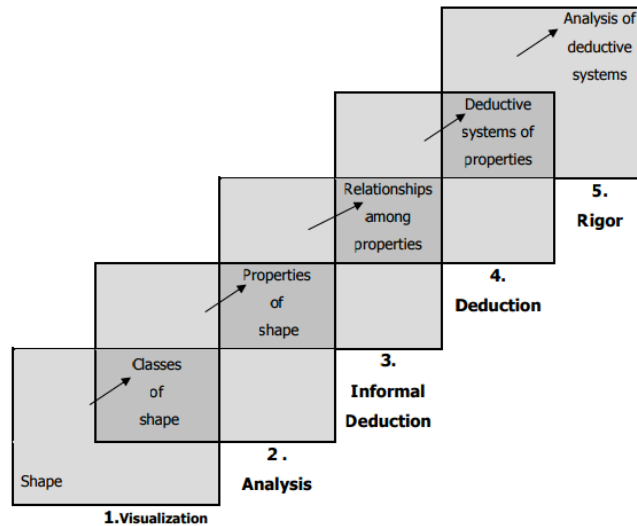 Analysis of
deductive
systems
Deductive
systems of
properties
5.
Rigor
Relationships
among
properties
4.
Deduction
Properties
of
shape
3.
Informal
Deduction
Classes
of
shape
2 .
Analysis
Shape
1.Visualization